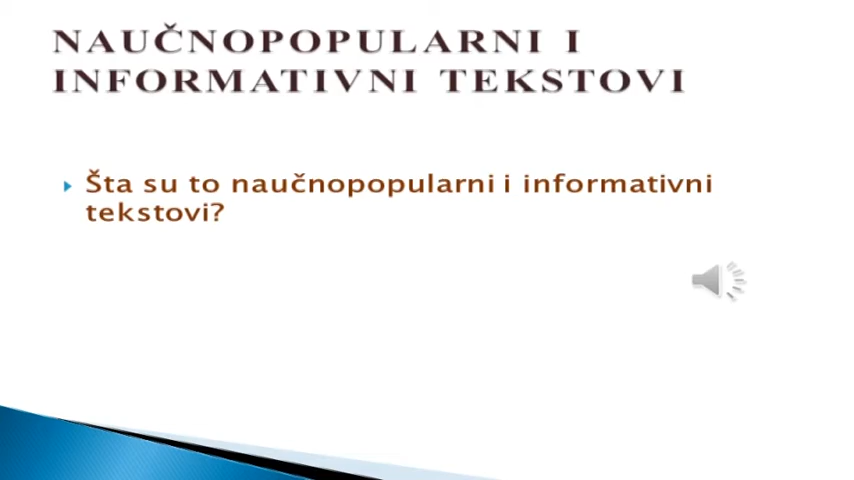 NAUČNOPOPULARNI I
INFORMATIVNI TEKSTOVI
Šta su to naučnopopularni i informativni
tekstovi?